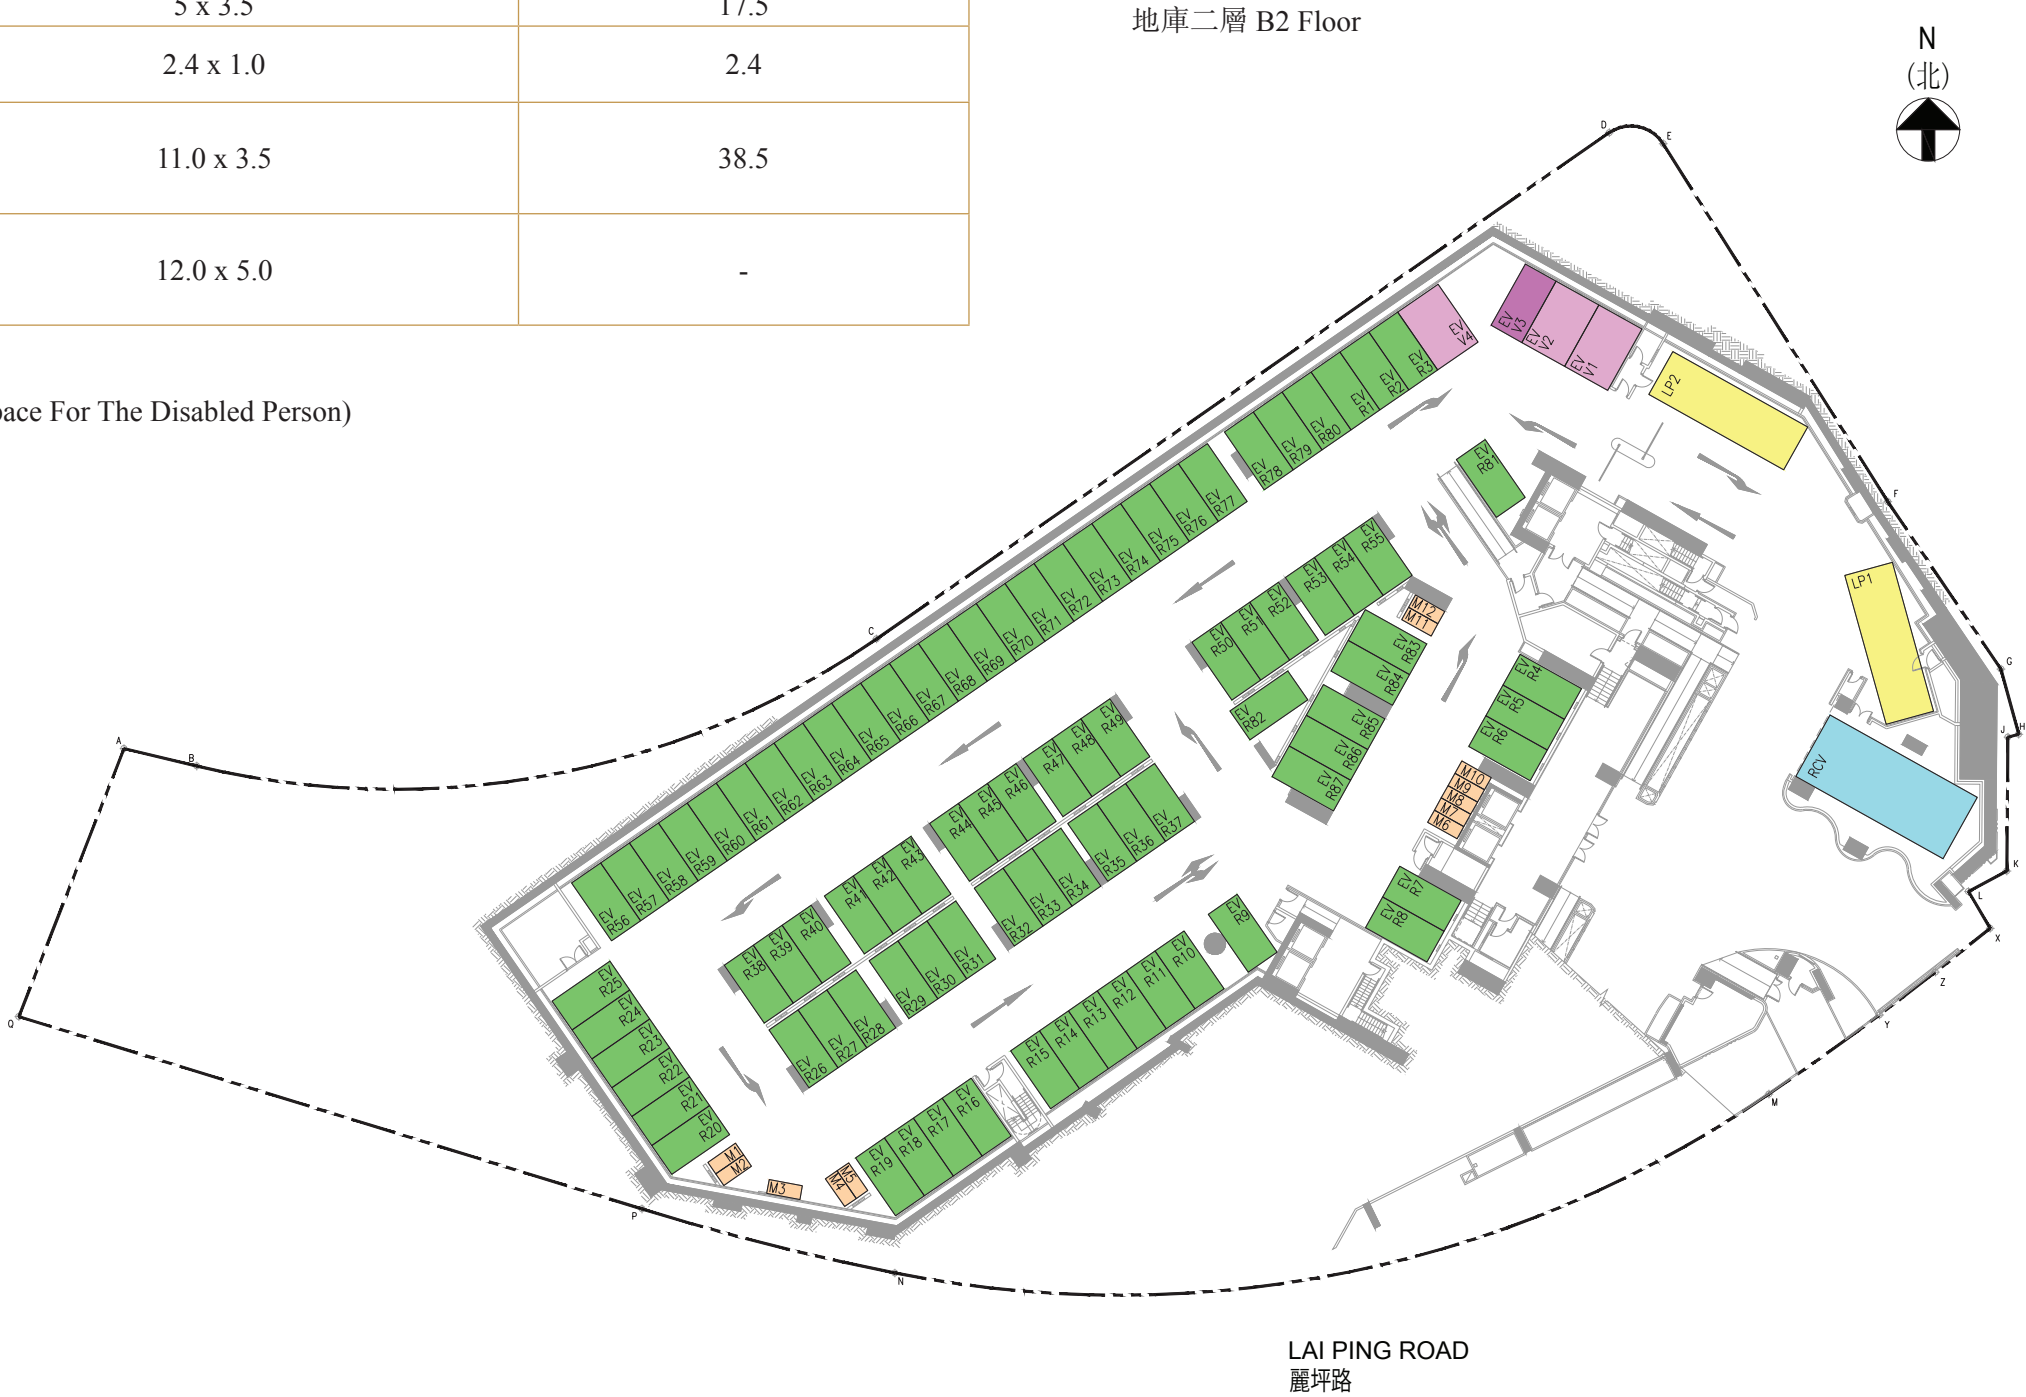 5 x 3.5 17.5
2.4 x 1.0 2.4
11.0 x 3.5 38.5
12.0 x 5.0 -
pace For The Disabled Person)
地庫二層 B2 Floor
N
(北)
D
E
C
A
B
F
G
H
J
K
L
X
Z
Y
M
N
P
Q
EV V4
EV V3
EV V2
EV V1
LP2
LP1
RCV
EV R3
EV R2
EV R1
EV R80
EV R79
EV R78
EV R77
EV R76
EV R75
EV R74
EV R73
EV R72
EV R71
EV R70
EV R69
EV R68
EV R67
EV R66
EV R65
EV R64
EV R63
EV R62
EV R61
EV R60
EV R59
EV R58
EV R57
EV R56
EV R81
EV R55
EV R54
EV R53
EV R52
EV R51
EV R50
EV R82
M12
M11
EV R83
EV R84
EV R85
EV R86
EV R87
EV R4
EV R5
EV R6
M10
M9
M8
M7
M6
EV R7
EV R8
EV R49
EV R48
EV R47
EV R46
EV R45
EV R44
EV R43
EV R42
EV R41
EV R40
EV R39
EV R38
EV R37
EV R36
EV R35
EV R34
EV R33
EV R32
EV R31
EV R30
EV R29
EV R28
EV R27
EV R26
EV R9
EV R10
EV R11
EV R12
EV R13
EV R14
EV R15
EV R16
EV R17
EV R18
EV R19
EV R25
EV R24
EV R23
EV R22
EV R21
EV R20
M1
M2
M3
M4
M5
LAI PING ROAD
麗坪路